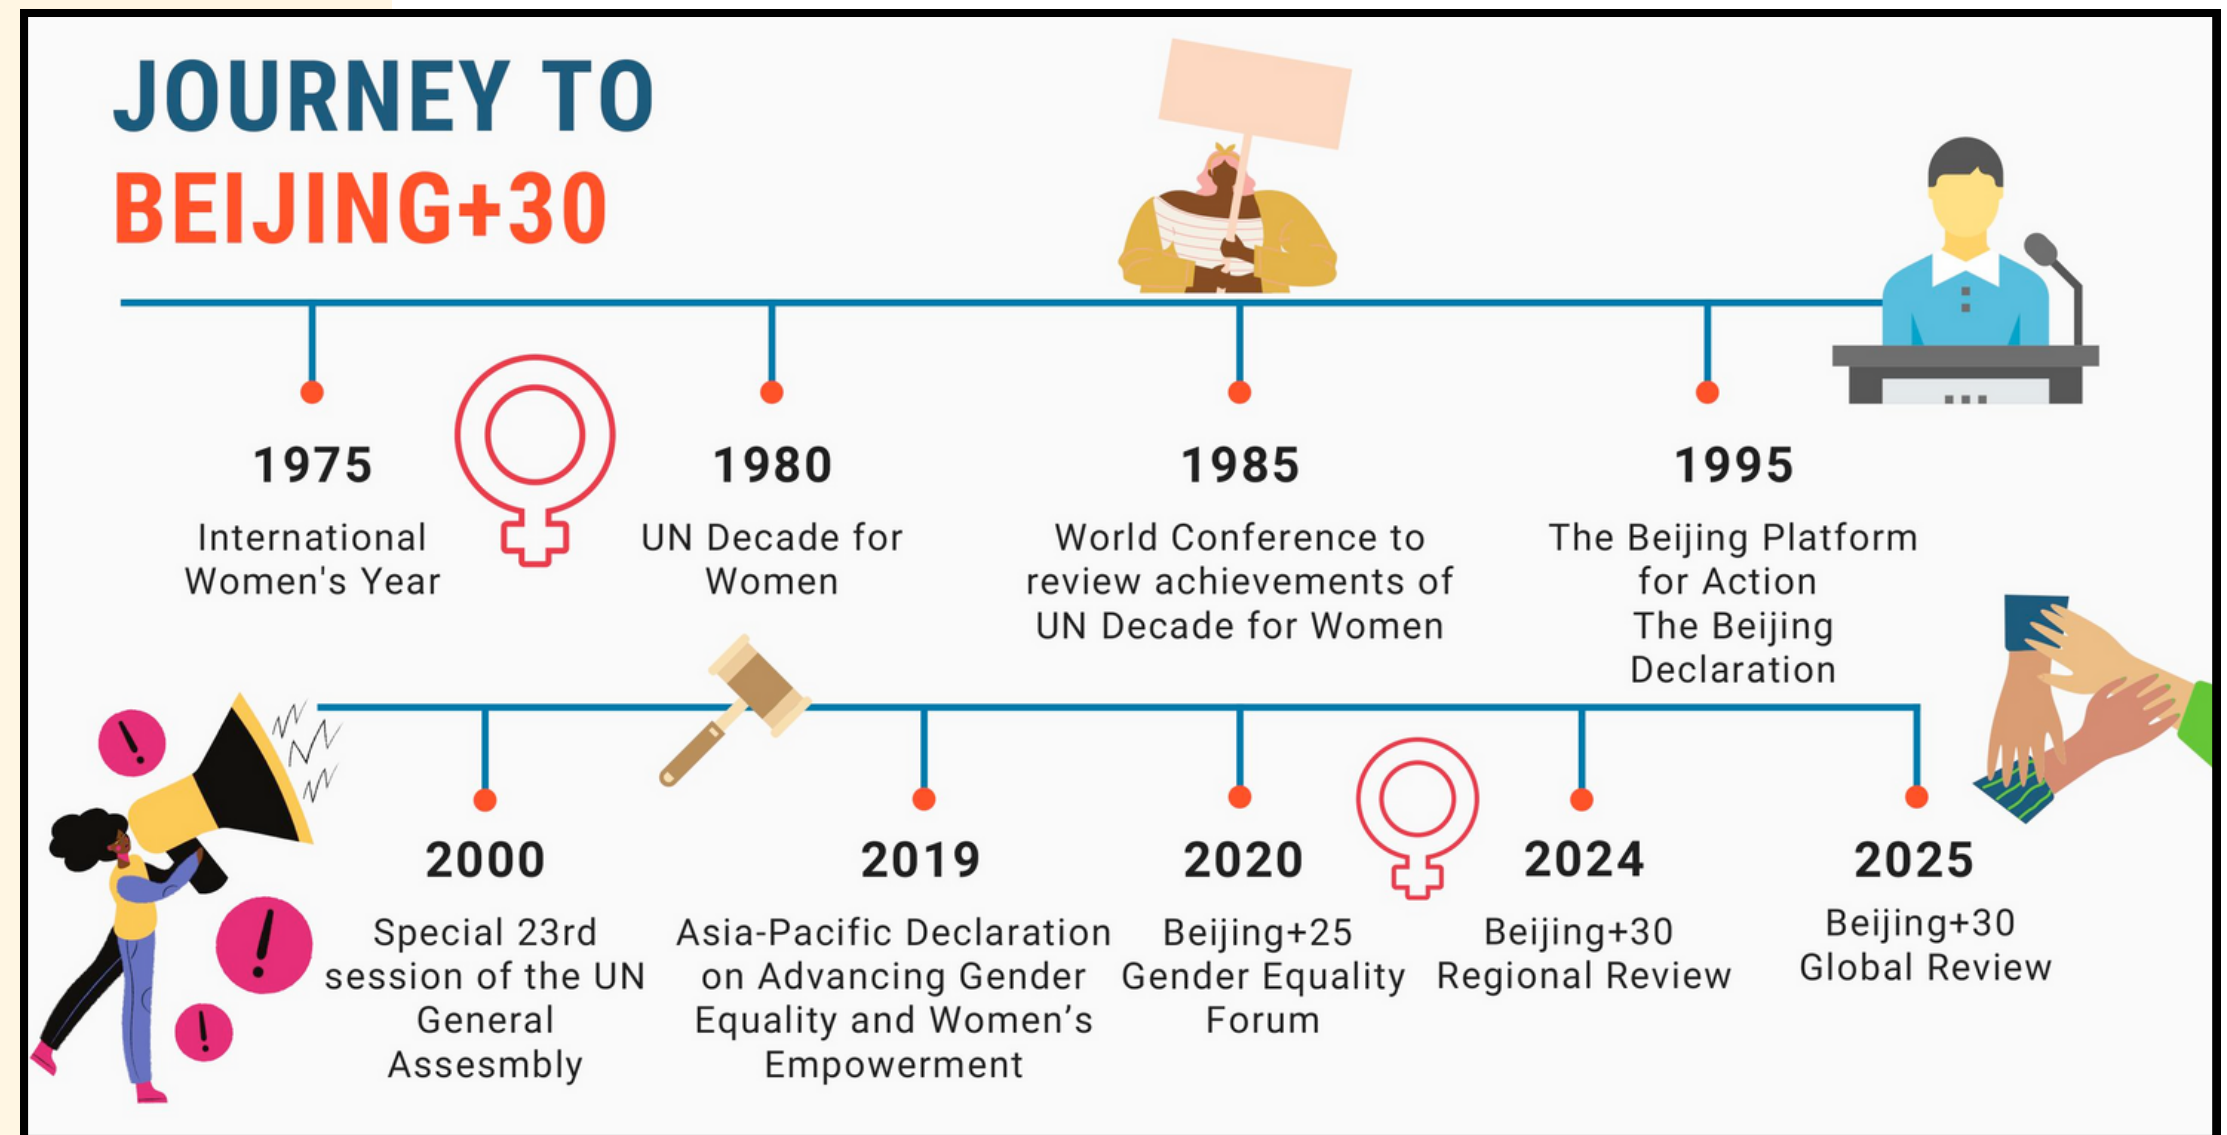 JOURNEY TO
BEIJING+30
1975
International
Women's Year
1980
UN Decade for
Women
1985
World Conference to
review achievements of
UN Decade for Women
1995
The Beijing Platform
for Action
The Beijing
Declaration
2000
Special 23rd
session of the UN
General
Assesmbly
2019
Asia-Pacific Declaration
on Advancing Gender
Equality and Women’s
Empowerment
2020
Beijing+25
Gender Equality
Forum
2024
Beijing+30
Regional Review
2025
Beijing+30
Global Review